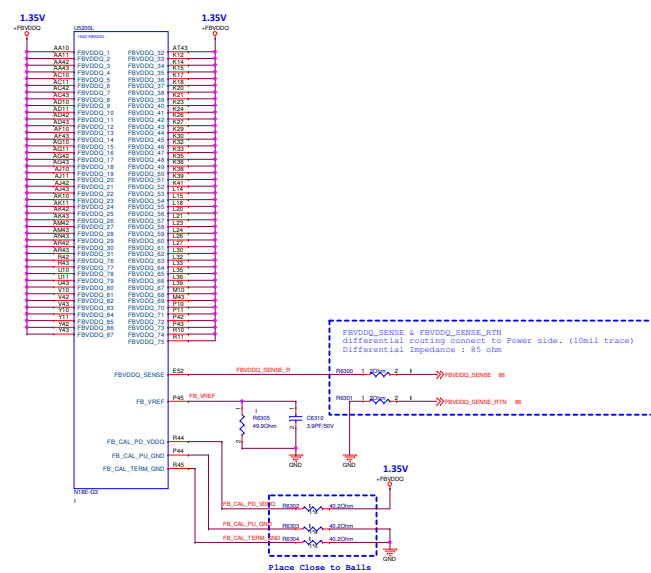 1.35V
1.35V
+FBVDDQ
U5200L
+FBVDDQ
AA10 FBVDDQ_1 FBVDDQ_32 AT43
AA11 FBVDDQ_2 FBVDDQ_33 K12
AA42 FBVDDQ_3 FBVDDQ_34 K14
AA43 FBVDDQ_4 FBVDDQ_35 K15
AC10 FBVDDQ_5 FBVDDQ_36 K17
AC11 FBVDDQ_6 FBVDDQ_37 K18
AC42 FBVDDQ_7 FBVDDQ_38 K20
AC43 FBVDDQ_8 FBVDDQ_39 K21
AD10 FBVDDQ_9 FBVDDQ_40 K23
AD11 FBVDDQ_10 FBVDDQ_41 K24
AD42 FBVDDQ_11 FBVDDQ_42 K26
AD43 FBVDDQ_12 FBVDDQ_43 K27
AF10 FBVDDQ_13 FBVDDQ_44 K29
AF43 FBVDDQ_14 FBVDDQ_45 K30
AG10 FBVDDQ_15 FBVDDQ_46 K32
AG11 FBVDDQ_16 FBVDDQ_47 K33
AG42 FBVDDQ_17 FBVDDQ_48 K35
AG43 FBVDDQ_18 FBVDDQ_49 K36
AJ10 FBVDDQ_19 FBVDDQ_50 K38
AJ11 FBVDDQ_20 FBVDDQ_51 K39
AJ42 FBVDDQ_21 FBVDDQ_52 K41
AJ43 FBVDDQ_22 FBVDDQ_53 L14
AK10 FBVDDQ_23 FBVDDQ_54 L15
AK11 FBVDDQ_24 FBVDDQ_55 L18
AK42 FBVDDQ_25 FBVDDQ_56 L20
AK43 FBVDDQ_26 FBVDDQ_57 L21
AM42 FBVDDQ_27 FBVDDQ_58 L23
AM43 FBVDDQ_28 FBVDDQ_59 L24
AN43 FBVDDQ_29 FBVDDQ_60 L26
AR42 FBVDDQ_30 FBVDDQ_61 L27
AR43 FBVDDQ_31 FBVDDQ_62 L30
R42 FBVDDQ_76 FBVDDQ_63 L32
R43 FBVDDQ_77 FBVDDQ_64 L33
U10 FBVDDQ_78 FBVDDQ_65 L35
U11 FBVDDQ_79 FBVDDQ_66 L36
U43 FBVDDQ_80 FBVDDQ_67 L39
V10 FBVDDQ_81 FBVDDQ_68 M10
V42 FBVDDQ_82 FBVDDQ_69 M43
V43 FBVDDQ_83 FBVDDQ_70 P10
Y10 FBVDDQ_84 FBVDDQ_71 P11
Y11 FBVDDQ_85 FBVDDQ_72 P42
Y42 FBVDDQ_86 FBVDDQ_73 P43
Y43 FBVDDQ_87 FBVDDQ_74 R10
FBVDDQ_75 R11
FBVDDQ_SENSE & FBVDDQ_SENSE_RTN
differential routing connect to Power side. (10mil trace)
Differential Impedance : 85 ohm
FBVDDQ_SENSE E52 FBVDDQ_SENSE_R R6300 1 0Ohm 2 FBVDDQ_SENSE 86
FB_VREF P45 FB_VREF R6301 1 0Ohm 2 FBVDDQ_SENSE_RTN 86
1 R6305 49.9Ohm 2
1 C6310 3.9PF/50V 2
GND GND
FB_CAL_PD_VDDQ R44
FB_CAL_PU_GND P44
FB_CAL_TERM_GND R45
1.35V
+FBVDDQ
N18E-G3
FB_CAL_PD_VDDQ R6302 40.2Ohm
FB_CAL_PU_GND R6303 40.2Ohm
FB_CAL_TERM_GND R6304 40.2Ohm
GND
Place Close to Balls